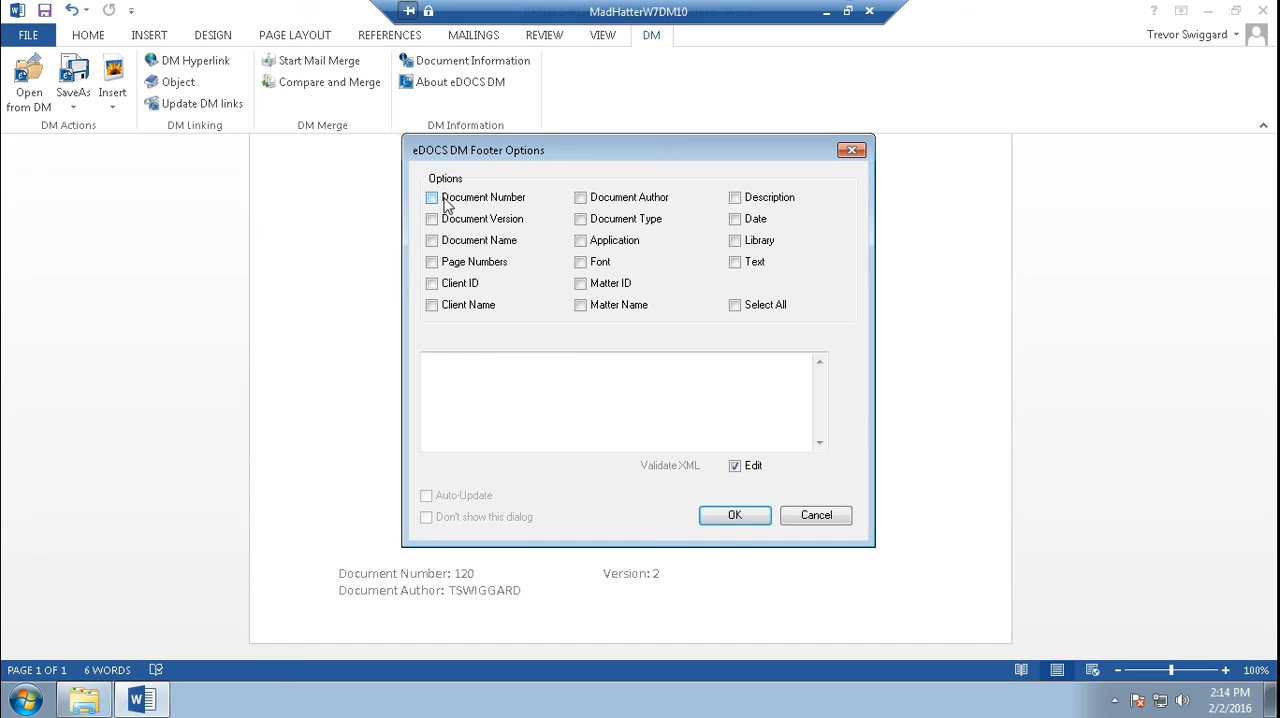 MadHatterW7DM10
FILE HOME INSERT DESIGN PAGE LAYOUT REFERENCES MAILINGS REVIEW VIEW DM Trevor Swiggard
Open from DM
SaveAs
Insert
DM Actions
DM Hyperlink
Object
Update DM links
DM Linking
Start Mail Merge
Compare and Merge
DM Merge
Document Information
About eDOCS DM
DM Information
eDOCS DM Footer Options
Options
Document Number Document Author Description
Document Version Document Type Date
Document Name Application Library
Page Numbers Font Text
Client ID Matter ID
Client Name Matter Name Select All
Validate XML Edit
Auto-Update
Don't show this dialog
OK Cancel
Document Number: 120 Version: 2
Document Author: TSWIGGARD
PAGE 1 OF 1 6 WORDS 100%
2:14 PM
2/2/2016